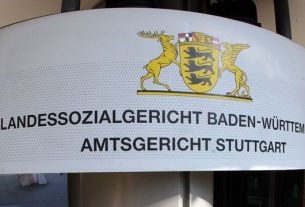 LANDESSOZIALGERICHT BADEN-WÜRTTEM
AMTSGERICHT STUTTGART